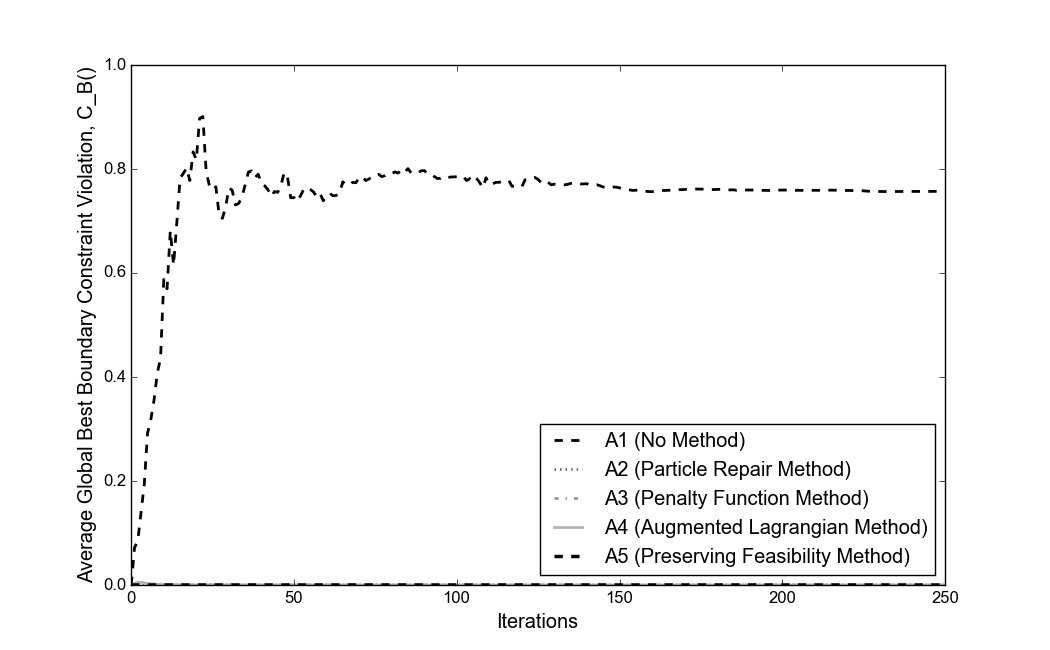 Average Global Best Boundary Constraint Violation, C_B()
1.0
0.8
0.6
0.4
0.2
0.0
A1 (No Method)
A2 (Particle Repair Method)
A3 (Penalty Function Method)
A4 (Augmented Lagrangian Method)
A5 (Preserving Feasibility Method)
0 50 100 150 200 250
Iterations